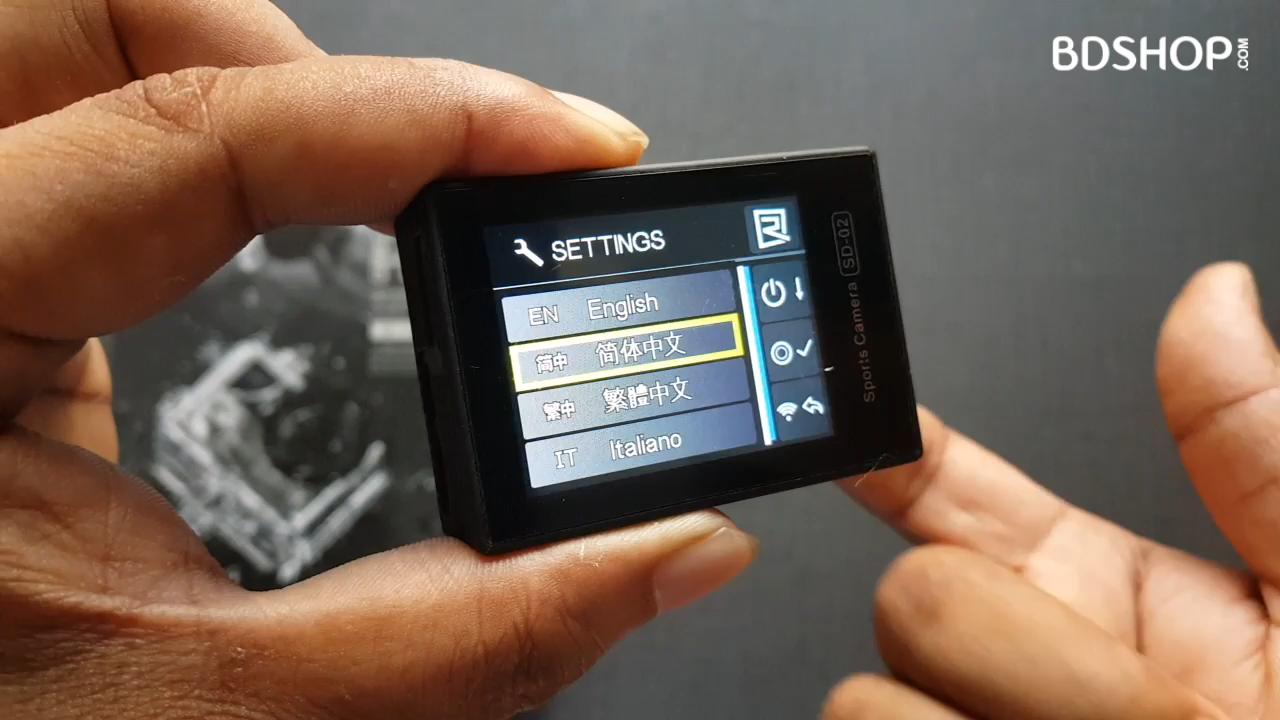 BDSHOP.COM
SETTINGS
EN English
简中 简体中文
繁中 繁體中文
IT Italiano
Sports Camera SD-02